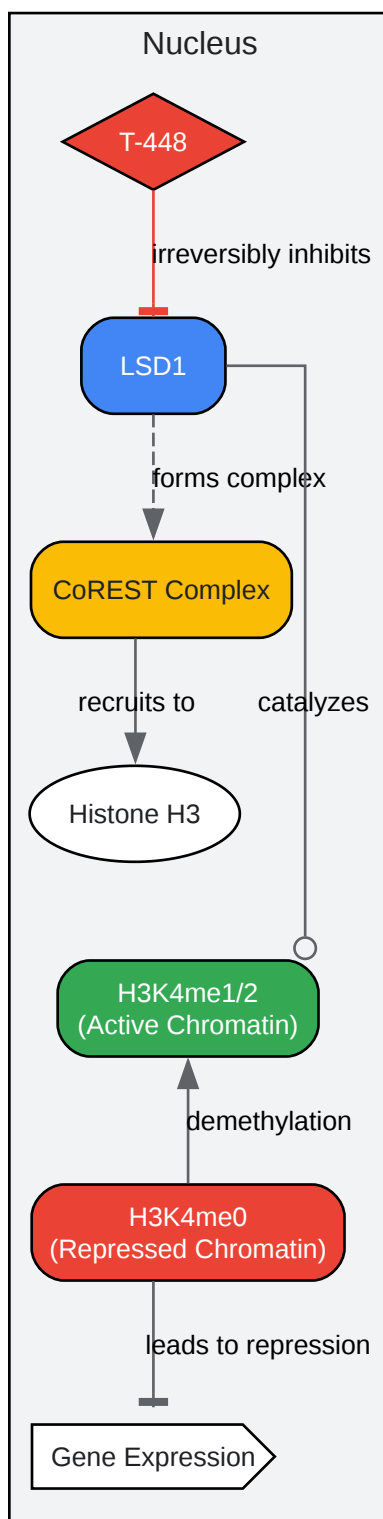 Nucleus
T-448
irreversibly inhibits
LSD1
forms complex
CoREST Complex
recruits to
catalyzes
Histone H3
H3K4me1/2
(Active Chromatin)
demethylation
H3K4me0
(Repressed Chromatin)
leads to repression
Gene Expression